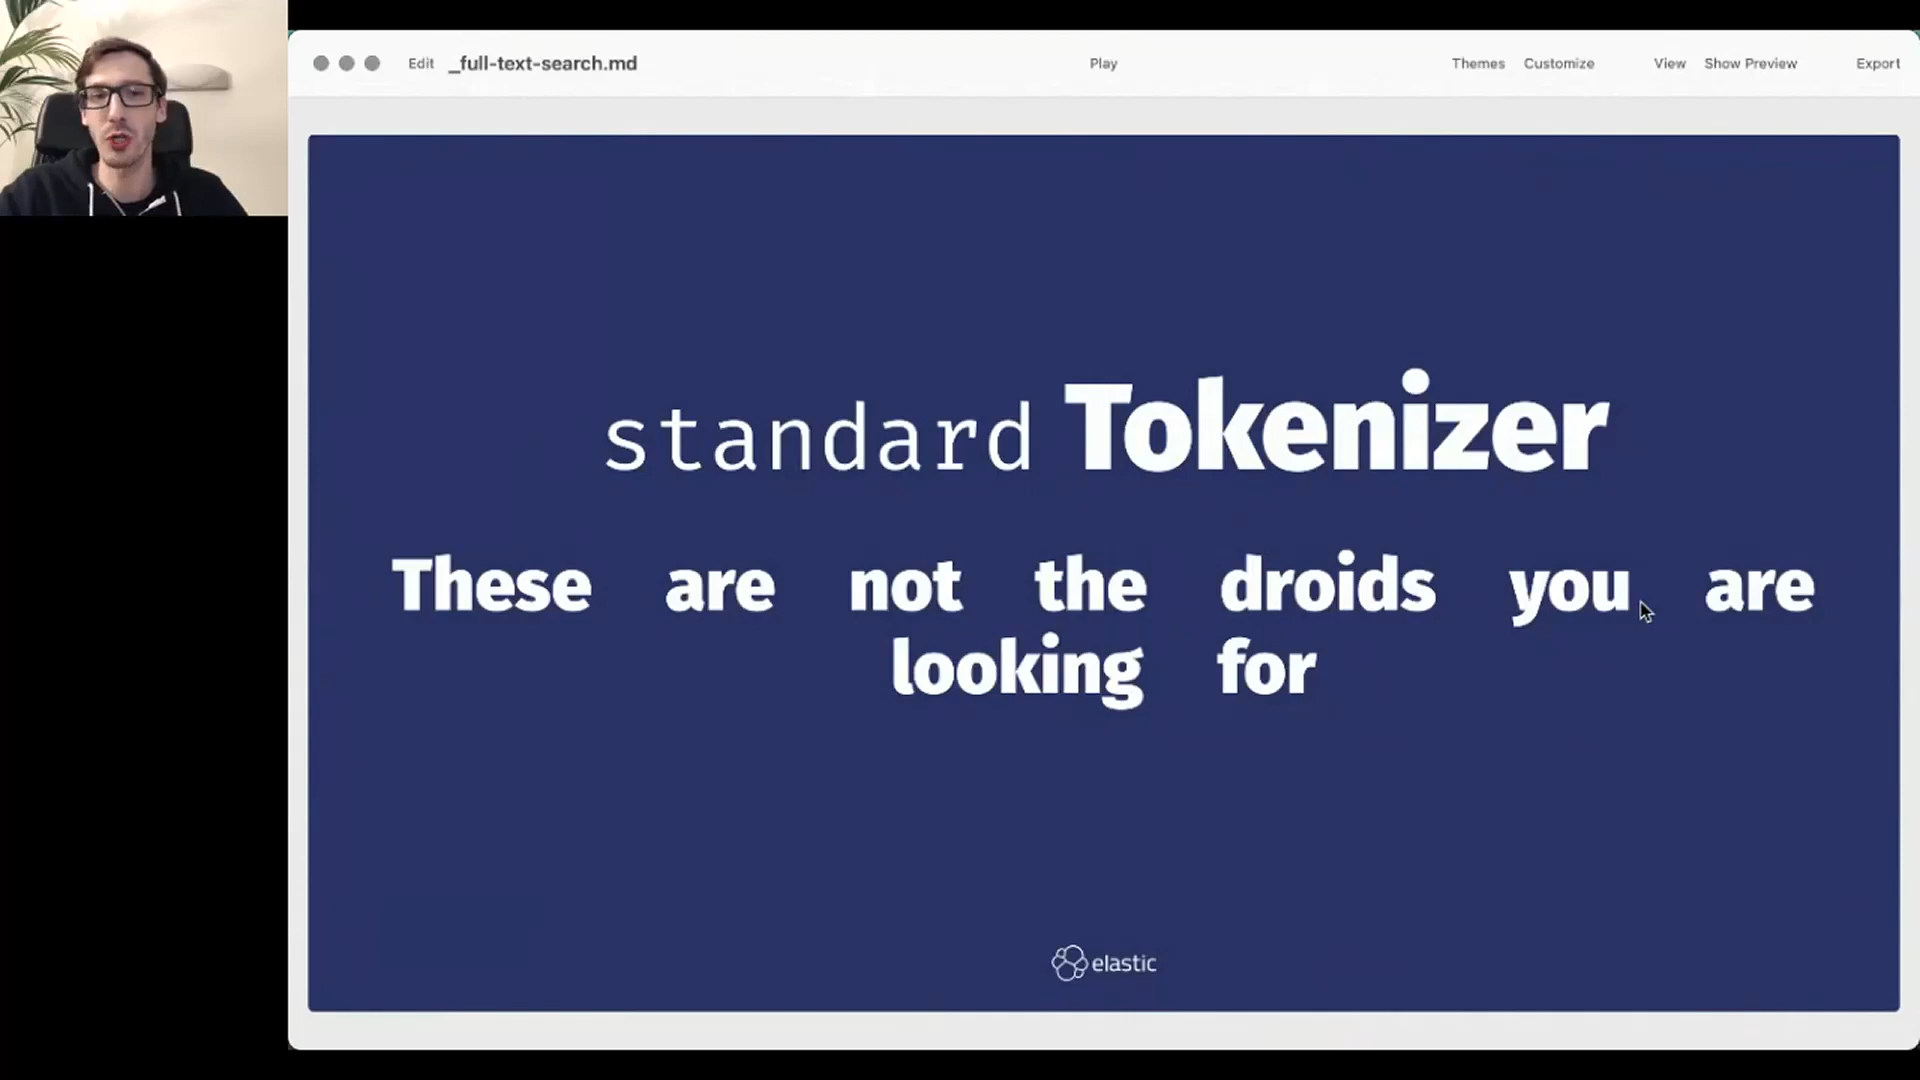 Edit _full-text-search.md Play Themes Customize View Show Preview Export
standard Tokenizer
These are not the droids you are
looking for
elastic